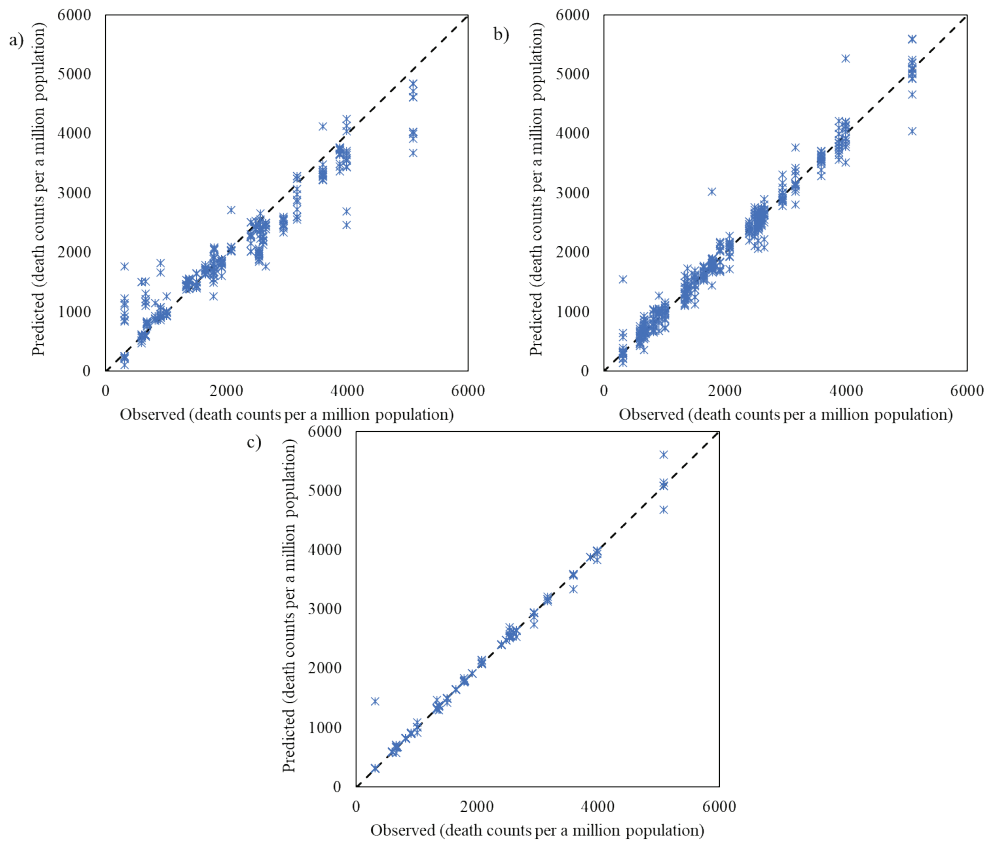 a)
Predicted (death counts per a million population)
6000
5000
4000
3000
2000
1000
0
0 2000 4000 6000
Observed (death counts per a million population)
b)
Predicted (death counts per a million population)
6000
5000
4000
3000
2000
1000
0
0 2000 4000 6000
Observed (death counts per a million population)
c)
Predicted (death counts per a million population)
6000
5000
4000
3000
2000
1000
0
0 2000 4000 6000
Observed (death counts per a million population)